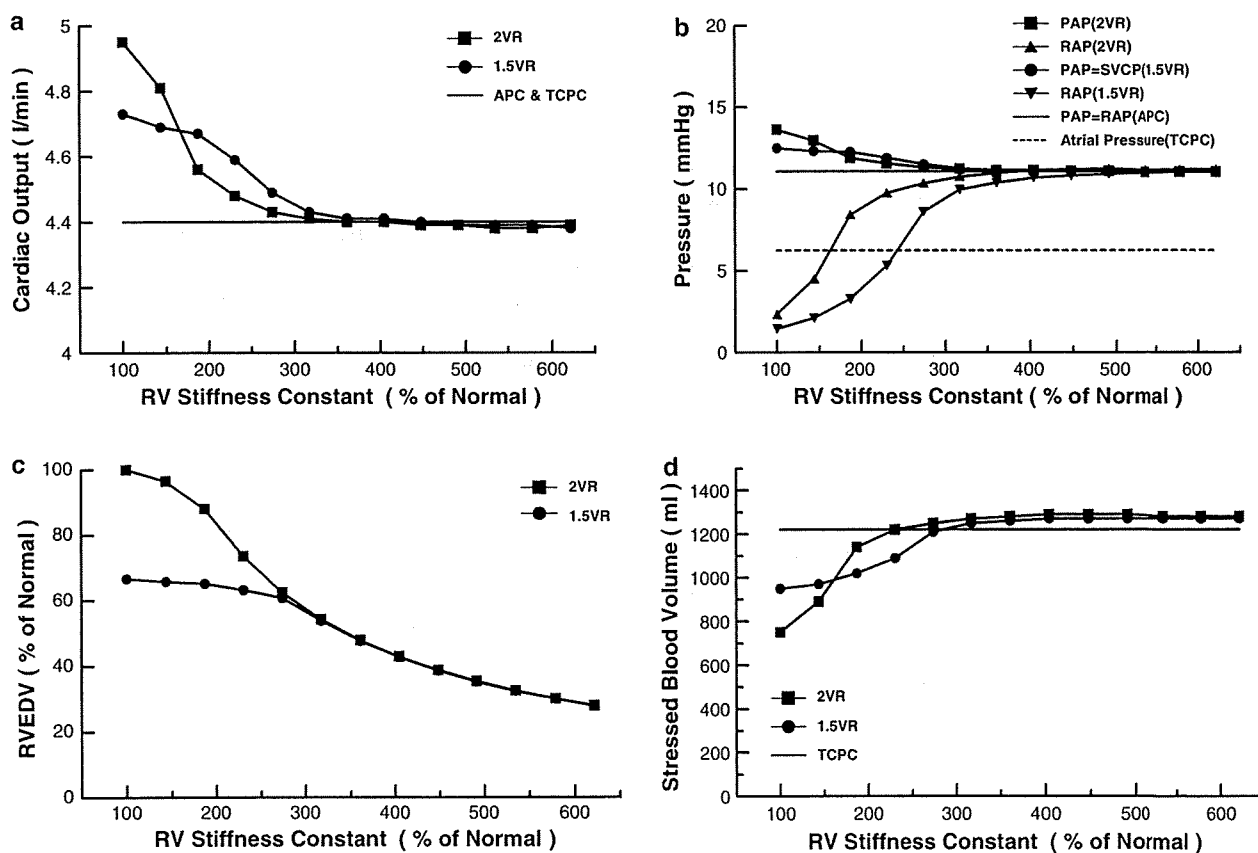 a
5
4.8
4.6
4.4
4.2
4
Cardiac Output ( l/min )
2VR
1.5VR
APC & TCPC
100 200 300 400 500 600
RV Stiffness Constant ( % of Normal )
b
20
15
10
5
0
Pressure ( mmHg )
PAP(2VR)
RAP(2VR)
PAP=SVCP(1.5VR)
RAP(1.5VR)
PAP=RAP(APC)
Atrial Pressure(TCPC)
100 200 300 400 500 600
RV Stiffness Constant ( % of Normal )
c
100
80
60
40
20
0
RVEDV ( % of Normal )
2VR
1.5VR
100 200 300 400 500 600
RV Stiffness Constant ( % of Normal )
d
1400
1200
1000
800
600
400
200
0
Stressed Blood Volume ( ml )
2VR
1.5VR
TCPC
100 200 300 400 500 600
RV Stiffness Constant ( % of Normal )